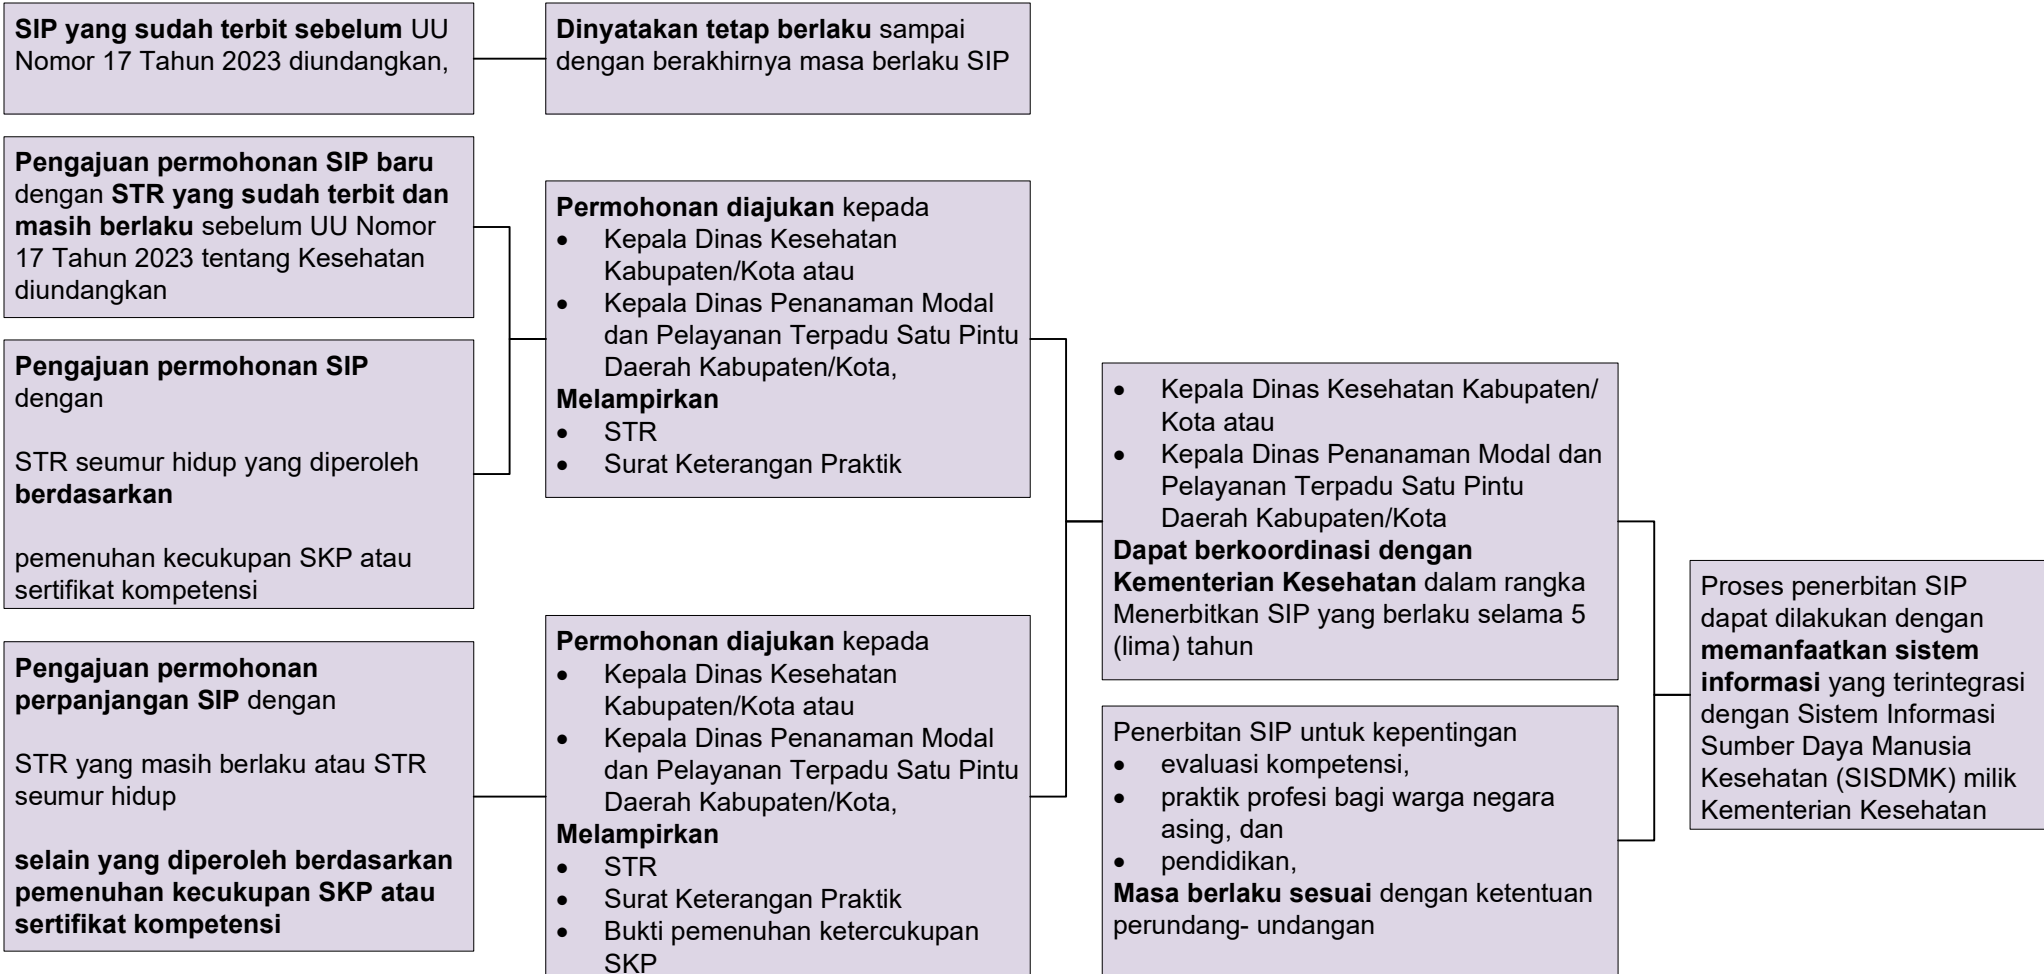 SIP yang sudah terbit sebelum UU
Nomor 17 Tahun 2023 diundangkan,
Dinyatakan tetap berlaku sampai
dengan berakhirnya masa berlaku SIP
Pengajuan permohonan SIP baru
dengan STR yang sudah terbit dan
masih berlaku sebelum UU Nomor
17 Tahun 2023 tentang Kesehatan
diundangkan
Pengajuan permohonan SIP
dengan
STR seumur hidup yang diperoleh
berdasarkan
pemenuhan kecukupan SKP atau
sertifikat kompetensi
Permohonan diajukan kepada
• Kepala Dinas Kesehatan
Kabupaten/Kota atau
• Kepala Dinas Penanaman Modal
dan Pelayanan Terpadu Satu Pintu
Daerah Kabupaten/Kota,
Melampirkan
• STR
• Surat Keterangan Praktik
Pengajuan permohonan
perpanjangan SIP dengan
STR yang masih berlaku atau STR
seumur hidup
selain yang diperoleh berdasarkan
pemenuhan kecukupan SKP atau
sertifikat kompetensi
Permohonan diajukan kepada
• Kepala Dinas Kesehatan
Kabupaten/Kota atau
• Kepala Dinas Penanaman Modal
dan Pelayanan Terpadu Satu Pintu
Daerah Kabupaten/Kota,
Melampirkan
• STR
• Surat Keterangan Praktik
• Bukti pemenuhan ketercukupan
SKP
• Kepala Dinas Kesehatan Kabupaten/
Kota atau
• Kepala Dinas Penanaman Modal dan
Pelayanan Terpadu Satu Pintu
Daerah Kabupaten/Kota
Dapat berkoordinasi dengan
Kementerian Kesehatan dalam rangka
Menerbitkan SIP yang berlaku selama 5
(lima) tahun
Penerbitan SIP untuk kepentingan
• evaluasi kompetensi,
• praktik profesi bagi warga negara
asing, dan
• pendidikan,
Masa berlaku sesuai dengan ketentuan
perundang- undangan
Proses penerbitan SIP
dapat dilakukan dengan
memanfaatkan sistem
informasi yang terintegrasi
dengan Sistem Informasi
Sumber Daya Manusia
Kesehatan (SISDMK) milik
Kementerian Kesehatan